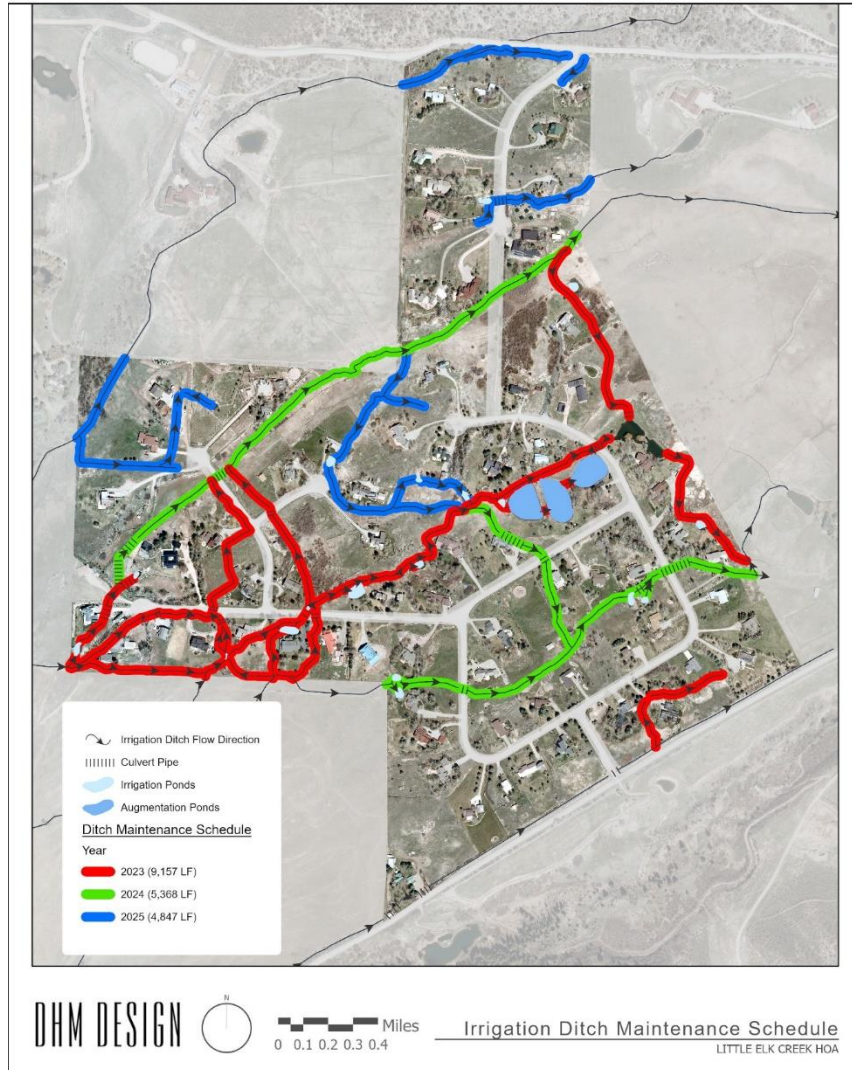 Irrigation Ditch Flow Direction
Culvert Pipe
Irrigation Ponds
Augmentation Ponds
Ditch Maintenance Schedule
Year
2023 (9,157 LF)
2024 (5,368 LF)
2025 (4,847 LF)
DHM DESIGN
N
Miles
0 0.1 0.2 0.3 0.4
Irrigation Ditch Maintenance Schedule
LITTLE ELK CREEK HOA